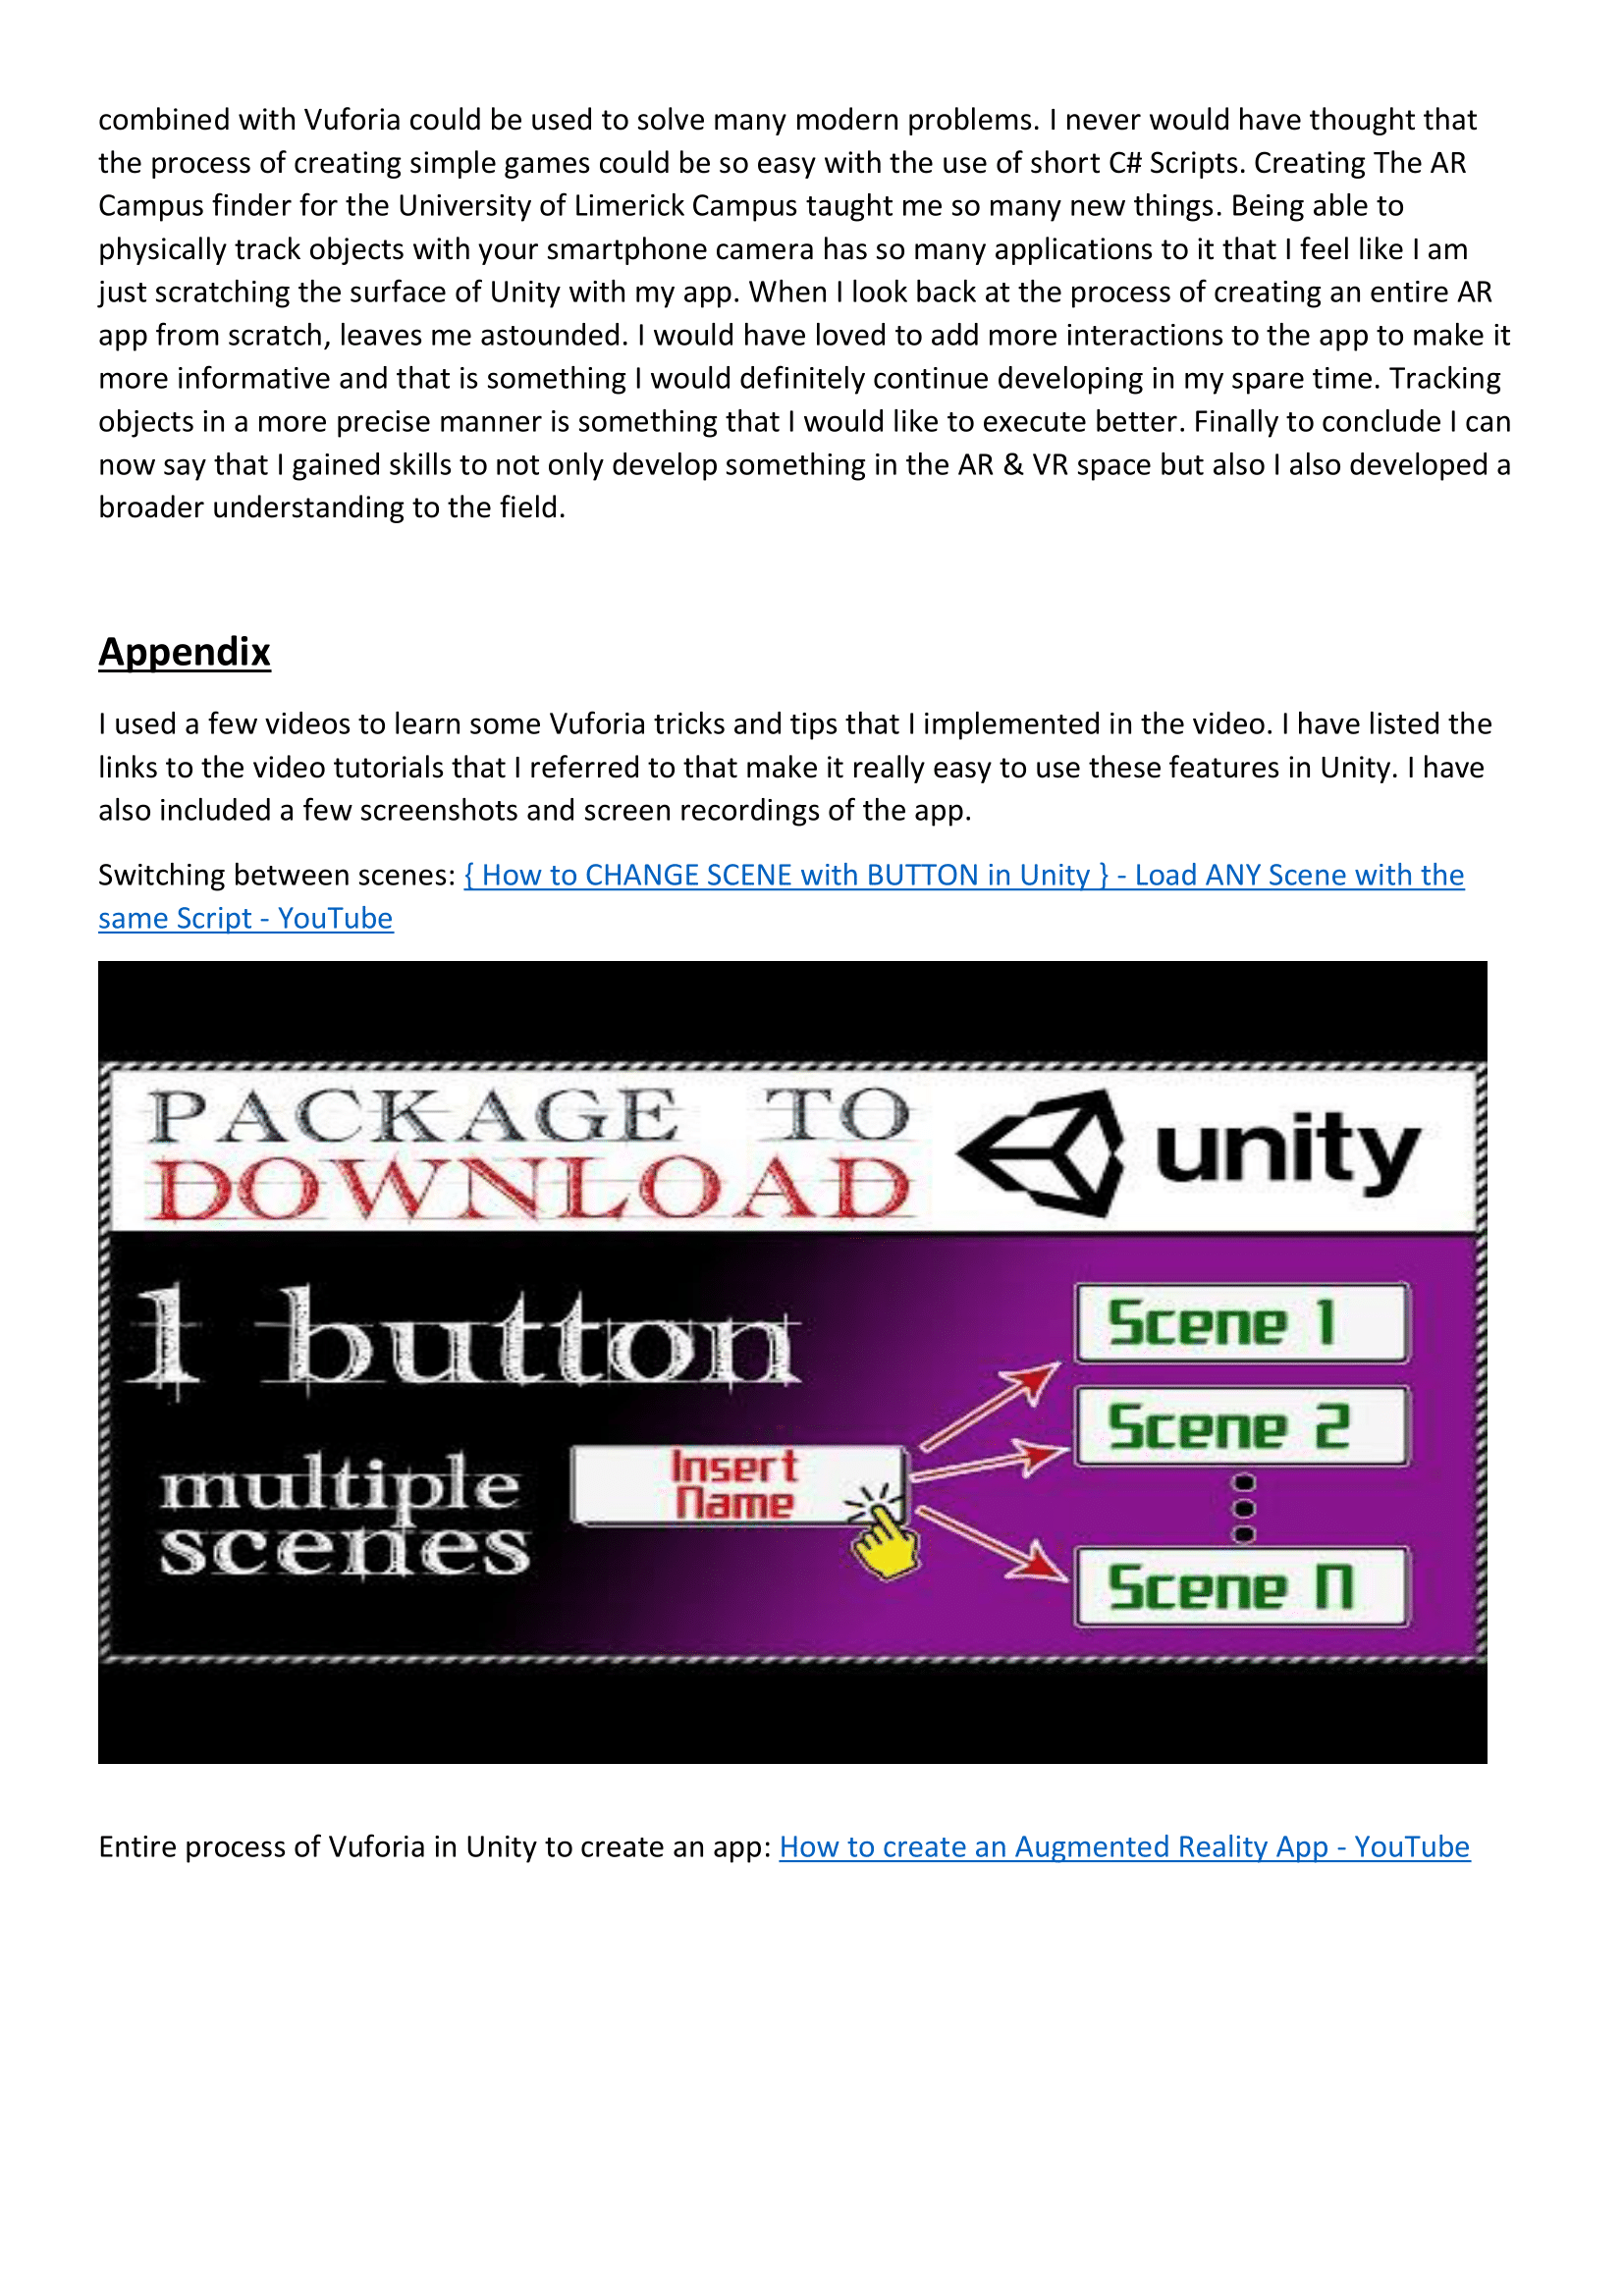 combined with Vuforia could be used to solve many modern problems. I never would have thought that
the process of creating simple games could be so easy with the use of short C# Scripts. Creating The AR
Campus finder for the University of Limerick Campus taught me so many new things. Being able to
physically track objects with your smartphone camera has so many applications to it that I feel like I am
just scratching the surface of Unity with my app. When I look back at the process of creating an entire AR
app from scratch, leaves me astounded. I would have loved to add more interactions to the app to make it
more informative and that is something I would definitely continue developing in my spare time. Tracking
objects in a more precise manner is something that I would like to execute better. Finally to conclude I can
now say that I gained skills to not only develop something in the AR & VR space but also I also developed a
broader understanding to the field.
Appendix
I used a few videos to learn some Vuforia tricks and tips that I implemented in the video. I have listed the
links to the video tutorials that I referred to that make it really easy to use these features in Unity. I have
also included a few screenshots and screen recordings of the app.
Switching between scenes: { How to CHANGE SCENE with BUTTON in Unity } - Load ANY Scene with the
same Script - YouTube
PACKAGE TO
DOWNLOAD
unity
1 button
multiple
scenes
Insert
Name
Scene 1
Scene 2
Scene N
Entire process of Vuforia in Unity to create an app: How to create an Augmented Reality App - YouTube